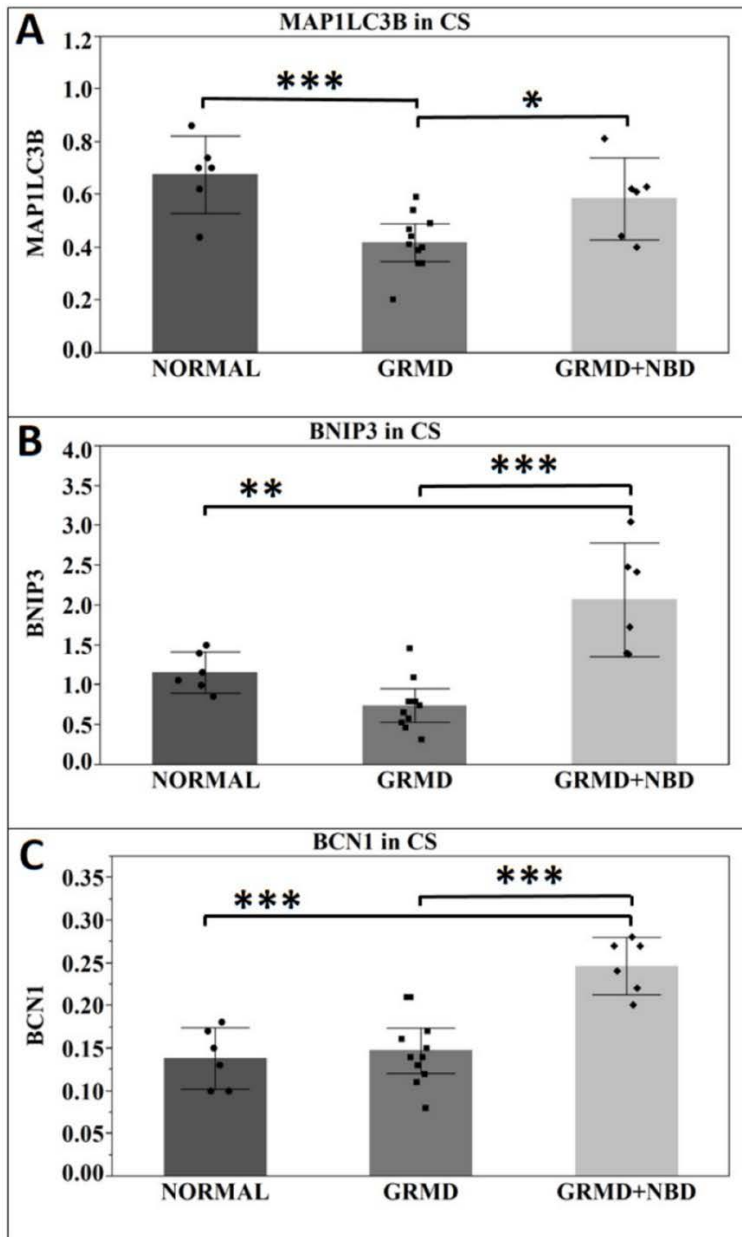 A
MAP1LC3B in CS
1.2
1.0
0.8
0.6
0.4
0.2
0.0
MAP1LC3B
***
*
NORMAL GRMD GRMD+NBD
B
BNIP3 in CS
4.0
3.5
3.0
2.5
2.0
1.5
1.0
0.5
0.0
BNIP3
**
***
NORMAL GRMD GRMD+NBD
C
BCN1 in CS
0.35
0.30
0.25
0.20
0.15
0.10
0.05
0.00
BCN1
***
***
NORMAL GRMD GRMD+NBD